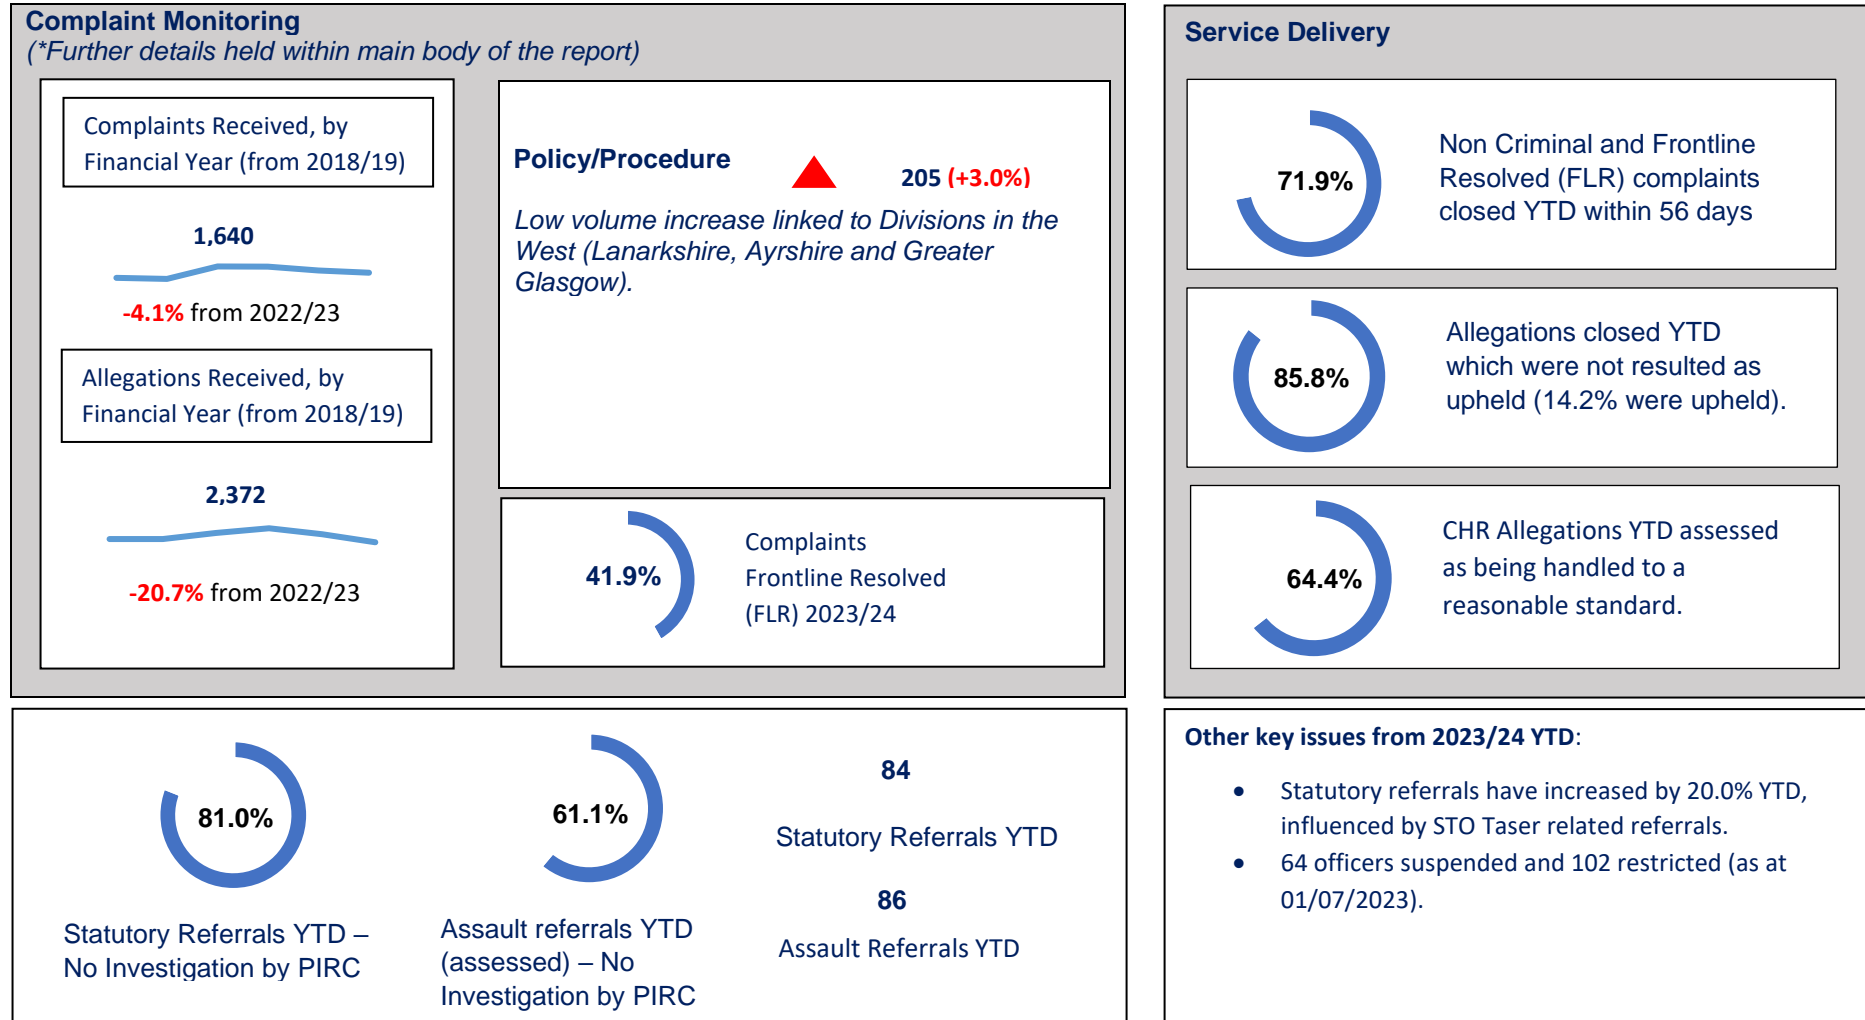 Complaint Monitoring
(*Further details held within main body of the report)
Complaints Received, by
Financial Year (from 2018/19)
1,640
-4.1% from 2022/23
Allegations Received, by
Financial Year (from 2018/19)
2,372
-20.7% from 2022/23
Policy/Procedure
205 (+3.0%)
Low volume increase linked to Divisions in the
West (Lanarkshire, Ayrshire and Greater
Glasgow).
41.9%
Complaints
Frontline Resolved
(FLR) 2023/24
Service Delivery
71.9%
Non Criminal and Frontline
Resolved (FLR) complaints
closed YTD within 56 days
85.8%
Allegations closed YTD
which were not resulted as
upheld (14.2% were upheld).
64.4%
CHR Allegations YTD assessed
as being handled to a
reasonable standard.
81.0%
Statutory Referrals YTD –
No Investigation by PIRC
61.1%
Assault referrals YTD
(assessed) – No
Investigation by PIRC
84
Statutory Referrals YTD
86
Assault Referrals YTD
Other key issues from 2023/24 YTD:
• Statutory referrals have increased by 20.0% YTD,
influenced by STO Taser related referrals.
• 64 officers suspended and 102 restricted (as at
01/07/2023).